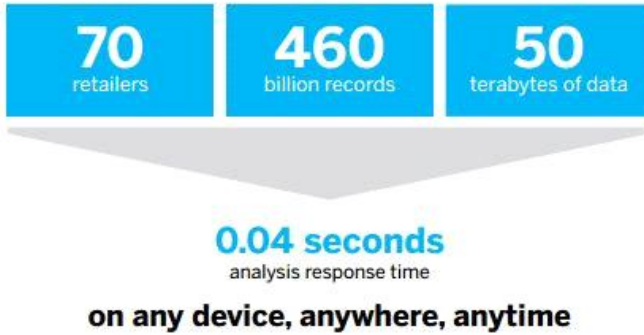 70
retailers
460
billion records
50
terabytes of data
0.04 seconds
analysis response time
on any device, anywhere, anytime